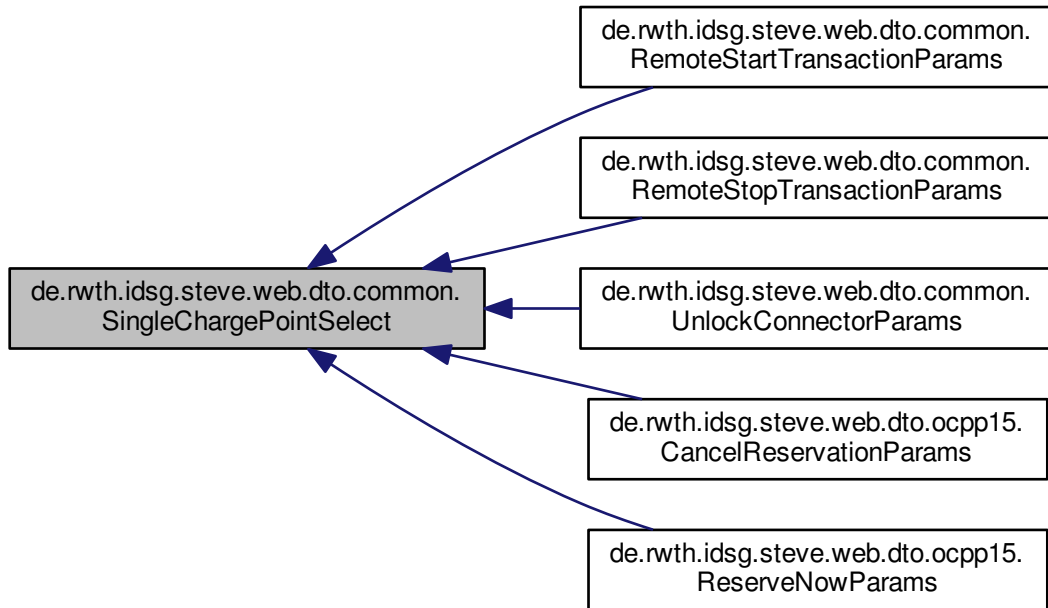 de.rwth.idsg.steve.web.dto.common.
RemoteStartTransactionParams
de.rwth.idsg.steve.web.dto.common.
RemoteStopTransactionParams
de.rwth.idsg.steve.web.dto.common.
SingleChargePointSelect
de.rwth.idsg.steve.web.dto.common.
UnlockConnectorParams
de.rwth.idsg.steve.web.dto.ocpp15.
CancelReservationParams
de.rwth.idsg.steve.web.dto.ocpp15.
ReserveNowParams